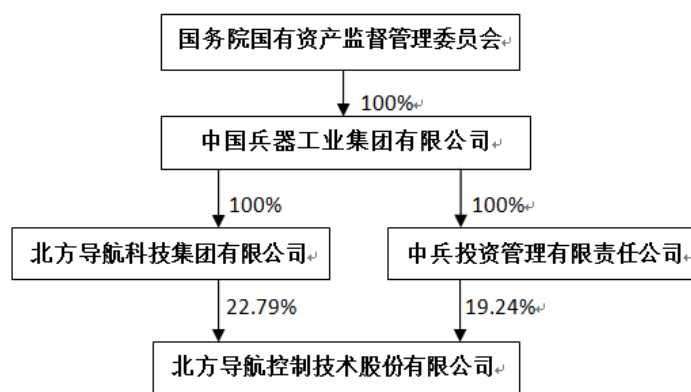 国务院国有资产监督管理委员会
100%
中国兵器工业集团有限公司
100%
100%
北方导航科技集团有限公司
中兵投资管理有限责任公司
22.79%
19.24%
北方导航控制技术股份有限公司